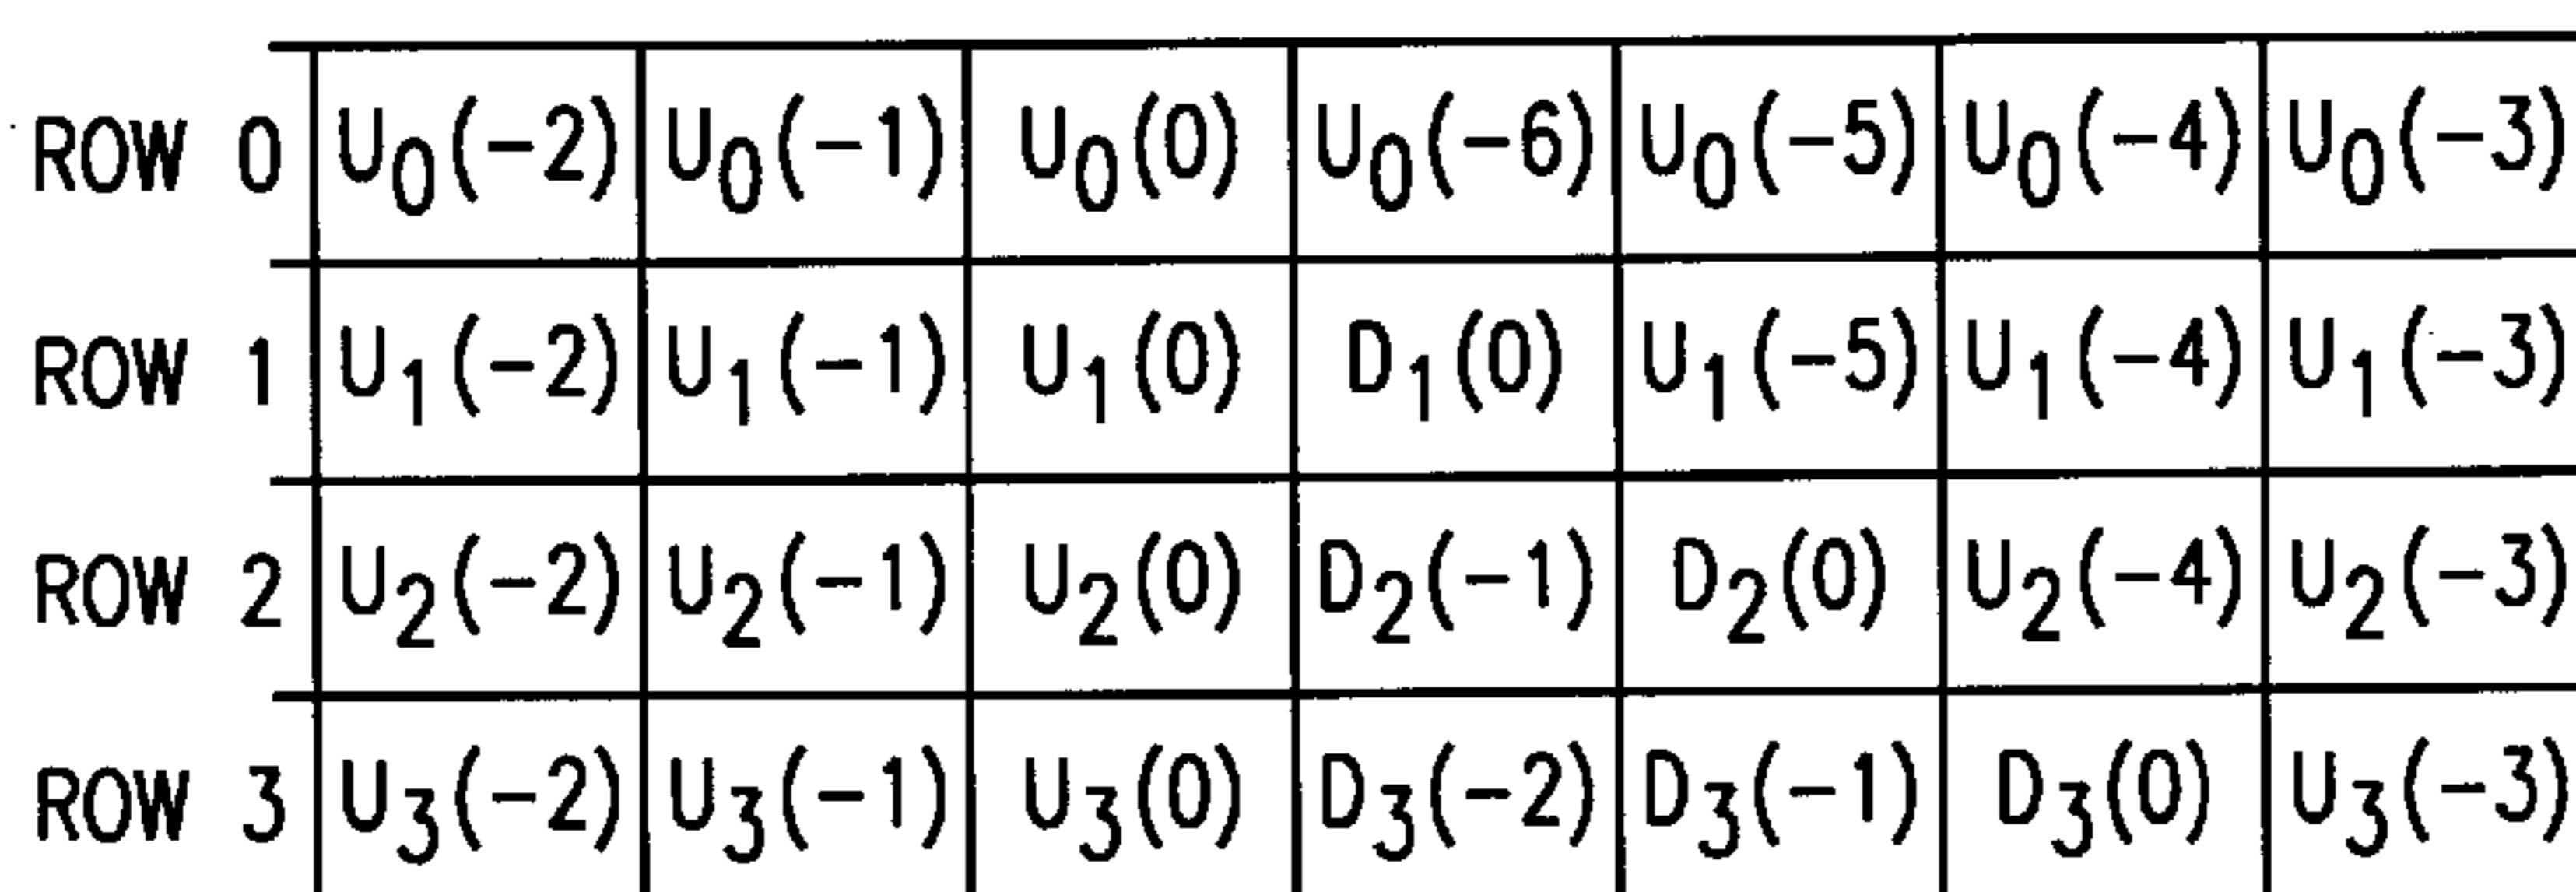 ROW 0 U₀(-2) U₀(-1) U₀(0) U₀(-6) U₀(-5) U₀(-4) U₀(-3)
ROW 1 U₁(-2) U₁(-1) U₁(0) D₁(0) U₁(-5) U₁(-4) U₁(-3)
ROW 2 U₂(-2) U₂(-1) U₂(0) D₂(-1) D₂(0) U₂(-4) U₂(-3)
ROW 3 U₃(-2) U₃(-1) U₃(0) D₃(-2) D₃(-1) D₃(0) U₃(-3)